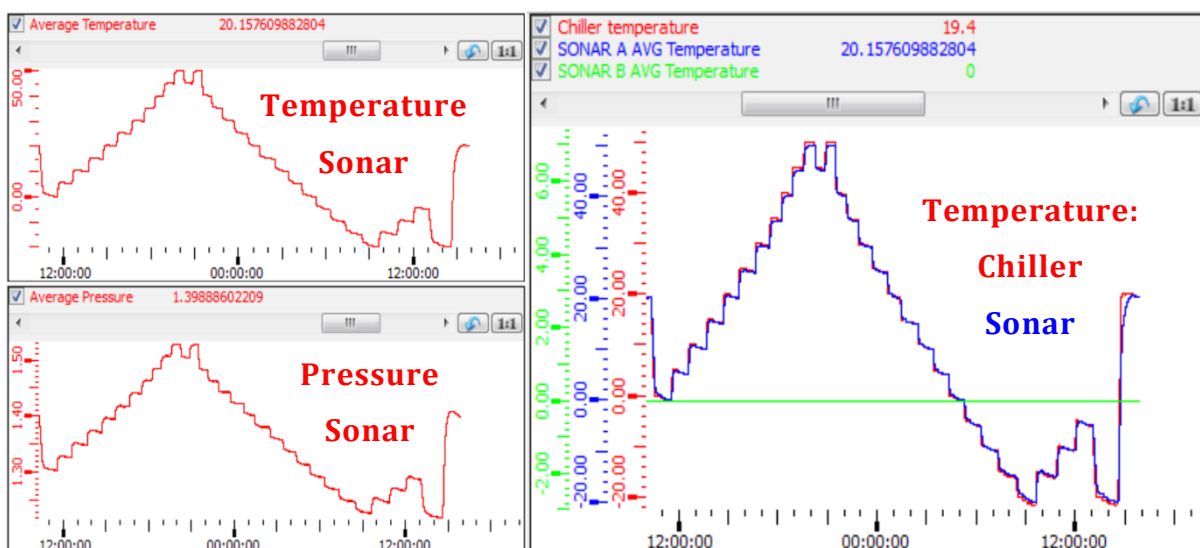 Average Temperature 20.157609882804
1:1
50.00
0.00
Temperature
Sonar
12:00:00 00:00:00 12:00:00
Average Pressure 1.39888602209
1:1
1.50
1.40
1.30
Pressure
Sonar
12:00:00 00:00:00 12:00:00
Chiller temperature 19.4
SONAR A AVG Temperature 20.157609882804
SONAR B AVG Temperature 0
1:1
6.00
4.00
2.00
0.00
-2.00
40.00
20.00
0.00
-20.00
40.00
20.00
0.00
-20.00
Temperature:
Chiller
Sonar
12:00:00 00:00:00 12:00:00